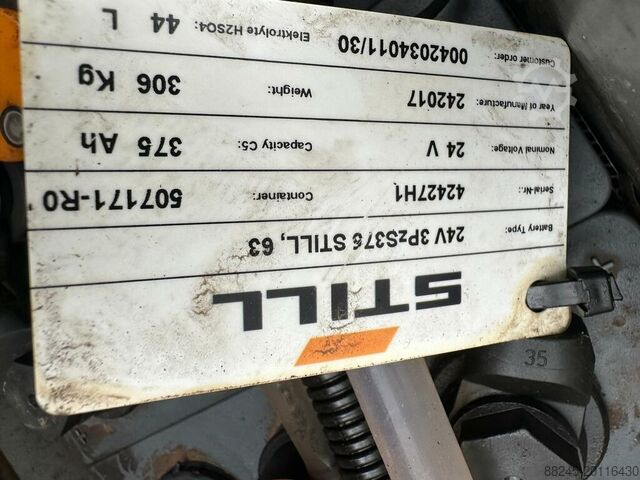 STILL
Battery Type: 24V 3PzS375 STILL, 63
Serial-Nr.: 42427H1 Container: 507171-R0
Nominal Voltage: 24 V Capacity C5: 375 Ah
Year of Manufacture: 242017 Weight: 306 Kg
Customer order: 0042034011/30 Elektrolyte H2SO4: 44 L
35